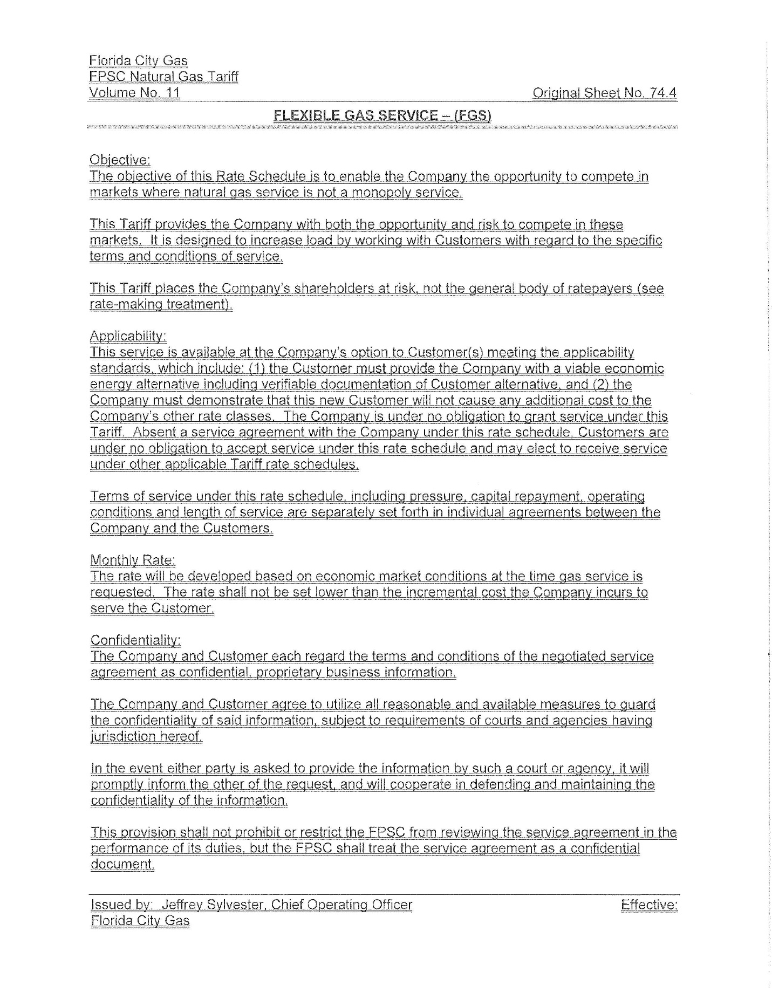 Florida City Gas
FPSC Natural Gas Tariff
Volume No. 11 Original Sheet No. 74.4
FLEXIBLE GAS SERVICE – (FGS)
Objective:
The objective of this Rate Schedule is to enable the Company the opportunity to compete in
markets where natural gas service is not a monopoly service.
This Tariff provides the Company with both the opportunity and risk to compete in these
markets. It is designed to increase load by working with Customers with regard to the specific
terms and conditions of service.
This Tariff places the Company's shareholders at risk, not the general body of ratepayers (see
rate-making treatment).
Applicability:
This service is available at the Company's option to Customer(s) meeting the applicability
standards, which include: (1) the Customer must provide the Company with a viable economic
energy alternative including verifiable documentation of Customer alternative, and (2) the
Company must demonstrate that this new Customer will not cause any additional cost to the
Company's other rate classes. The Company is under no obligation to grant service under this
Tariff. Absent a service agreement with the Company under this rate schedule, Customers are
under no obligation to accept service under this rate schedule and may elect to receive service
under other applicable Tariff rate schedules.
Terms of service under this rate schedule, including pressure, capital repayment, operating
conditions and length of service are separately set forth in individual agreements between the
Company and the Customers.
Monthly Rate:
The rate will be developed based on economic market conditions at the time gas service is
requested. The rate shall not be set lower than the incremental cost the Company incurs to
serve the Customer.
Confidentiality:
The Company and Customer each regard the terms and conditions of the negotiated service
agreement as confidential, proprietary business information.
The Company and Customer agree to utilize all reasonable and available measures to guard
the confidentiality of said information, subject to requirements of courts and agencies having
jurisdiction hereof.
In the event either party is asked to provide the information by such a court or agency, it will
promptly inform the other of the request, and will cooperate in defending and maintaining the
confidentiality of the information.
This provision shall not prohibit or restrict the FPSC from reviewing the service agreement in the
performance of its duties, but the FPSC shall treat the service agreement as a confidential
document.
Issued by: Jeffrey Sylvester, Chief Operating Officer Effective:
Florida City Gas